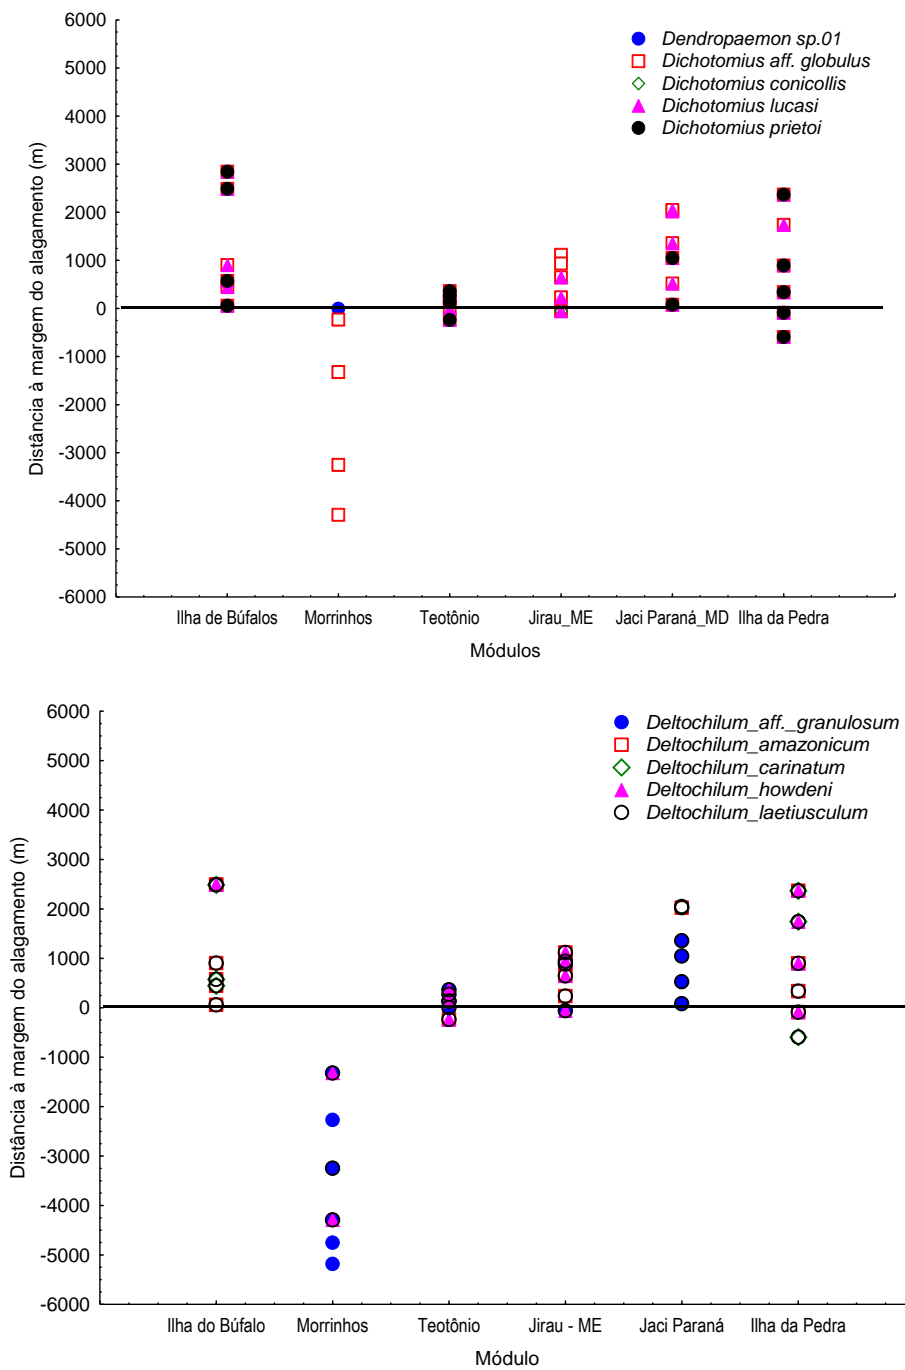 6000
5000
4000
3000
2000
1000
0
-1000
-2000
-3000
-4000
-5000
-6000
Distância à margem do alagamento (m)
Dendropaemon sp.01
Dichotomius aff. globulus
Dichotomius conicollis
Dichotomius lucasi
Dichotomius prietoi
Ilha de Búfalos Morrinhos Teotônio Jirau_ME Jaci Paraná_MD Ilha da Pedra
Módulos
6000
5000
4000
3000
2000
1000
0
-1000
-2000
-3000
-4000
-5000
-6000
Distância à margem do alagamento (m)
Deltochilum_aff._granulosum
Deltochilum_amazonicum
Deltochilum_carinatum
Deltochilum_howdeni
Deltochilum_laetiusculum
Ilha do Búfalo Morrinhos Teotônio Jirau - ME Jaci Paraná Ilha da Pedra
Módulo